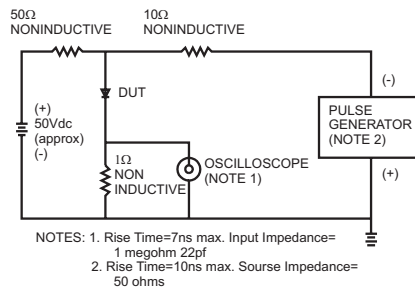 50Ω
NONINDUCTIVE
10Ω
NONINDUCTIVE
DUT
(+)
50Vdc
(approx)
(-)
1Ω
NON
INDUCTIVE
OSCILLOSCOPE
(NOTE 1)
(-)
PULSE
GENERATOR
(NOTE 2)
(+)
NOTES: 1. Rise Time=7ns max. Input Impedance=
1 megohm 22pf
2. Rise Time=10ns max. Sourse Impedance=
50 ohms